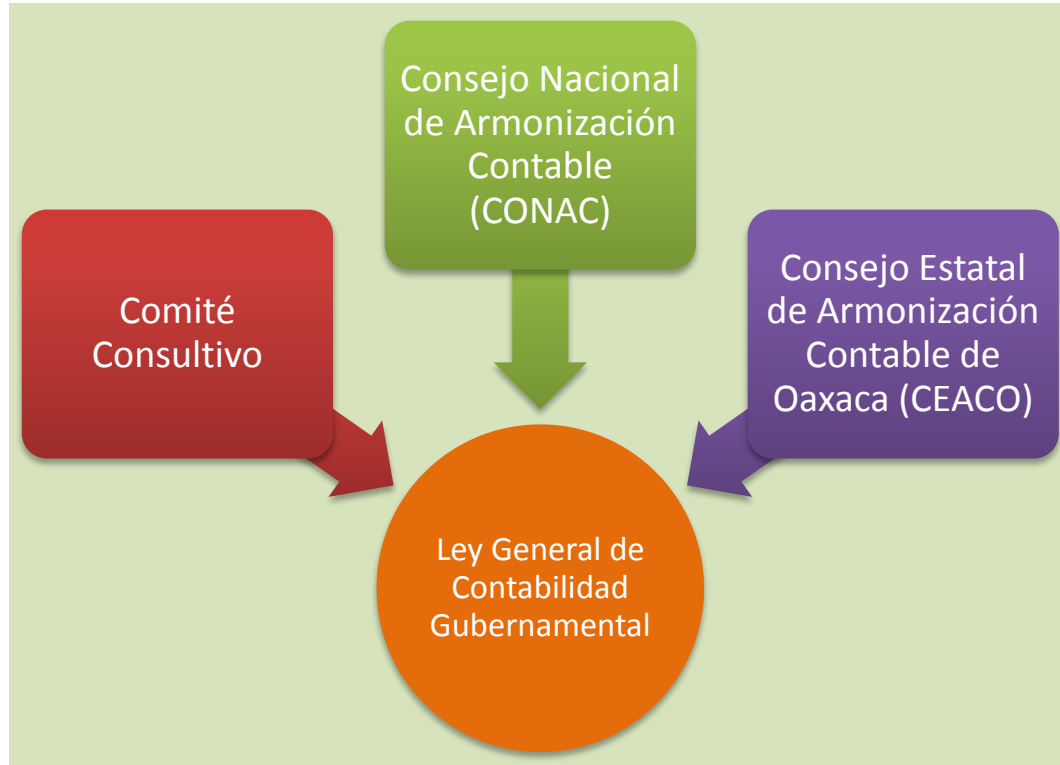 Consejo Nacional
de Armonización
Contable
(CONAC)
Comité
Consultivo
Consejo Estatal
de Armonización
Contable de
Oaxaca (CEACO)
Ley General de
Contabilidad
Gubernamental